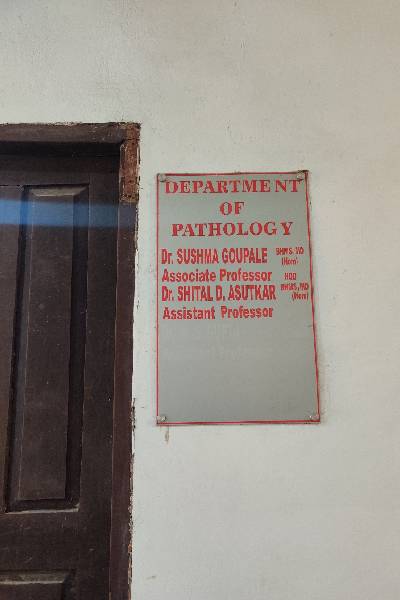 DEPARTMENT
OF
PATHOLOGY
Dr. SUSHMA GOUPALE BHMS, MD (Hom)
Associate Professor HOD
Dr. SHITAL D. ASUTKAR BHMS, MD (Hom)
Assistant Professor